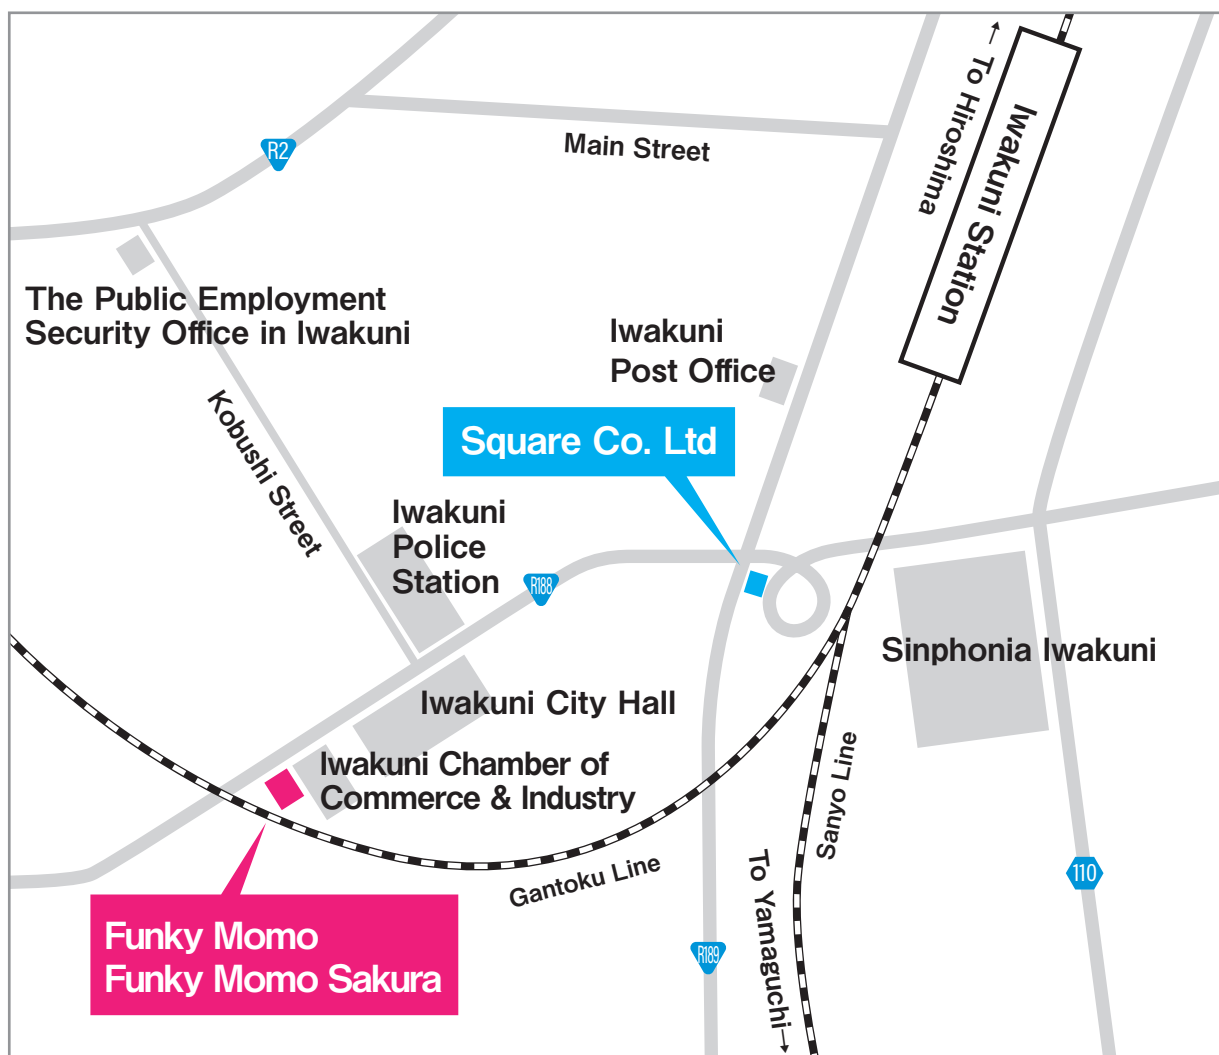 R2
Main Street
← To Hiroshima
Iwakuni Station
The Public Employment
Security Office in Iwakuni
Iwakuni
Post Office
Kobushi Street
Square Co. Ltd
Iwakuni
Police
Station
R188
Sinphonia Iwakuni
Iwakuni City Hall
Iwakuni Chamber of
Commerce & Industry
Sanyo Line
Gantoku Line
110
Funky Momo
Funky Momo Sakura
R189
To Yamaguchi→